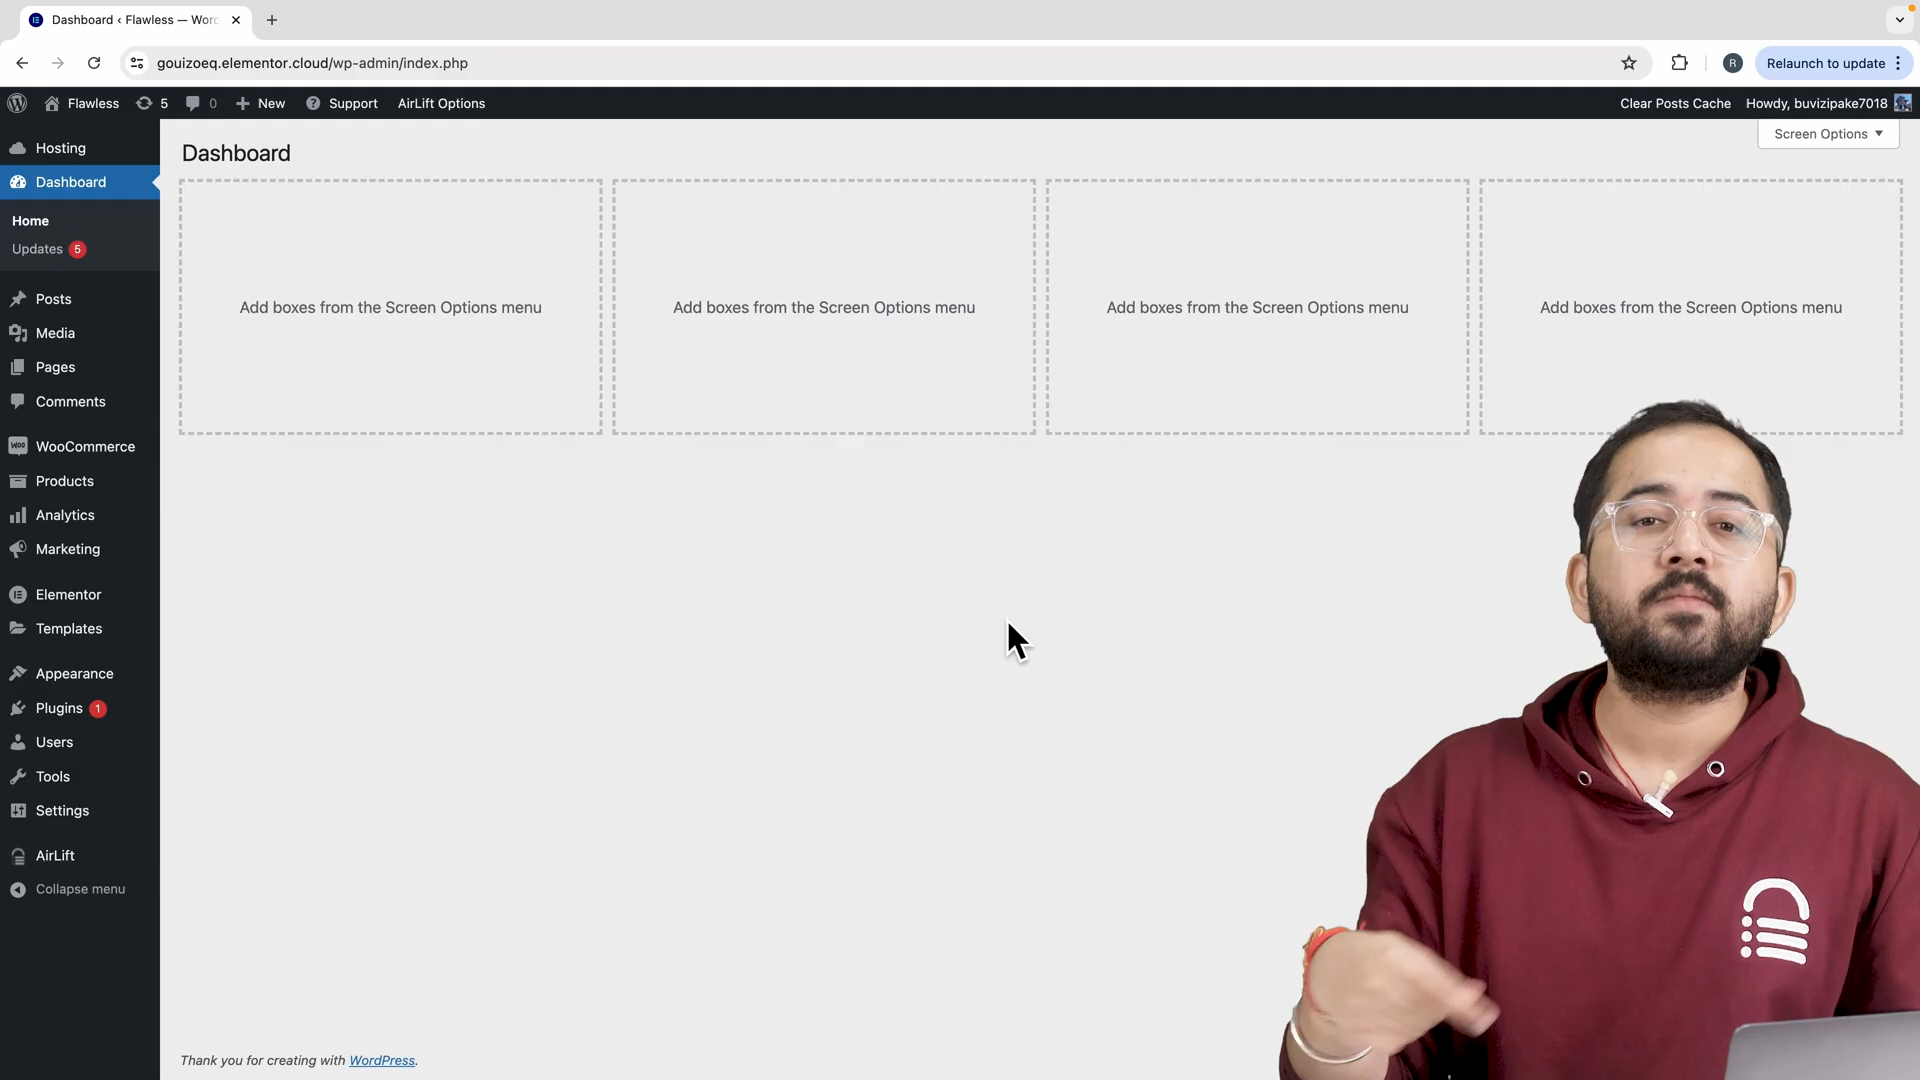 Dashboard ‹ Flawless — Wor
gouizoeq.elementor.cloud/wp-admin/index.php
R
Relaunch to update
Flawless
5
0
New
Support
AirLift Options
Clear Posts Cache
Howdy, buvizipake7018
Screen Options
Hosting
Dashboard
Home
Updates 5
Posts
Media
Pages
Comments
WooCommerce
Products
Analytics
Marketing
Elementor
Templates
Appearance
Plugins 1
Users
Tools
Settings
AirLift
Collapse menu
Dashboard
Add boxes from the Screen Options menu
Add boxes from the Screen Options menu
Add boxes from the Screen Options menu
Add boxes from the Screen Options menu
Thank you for creating with WordPress.